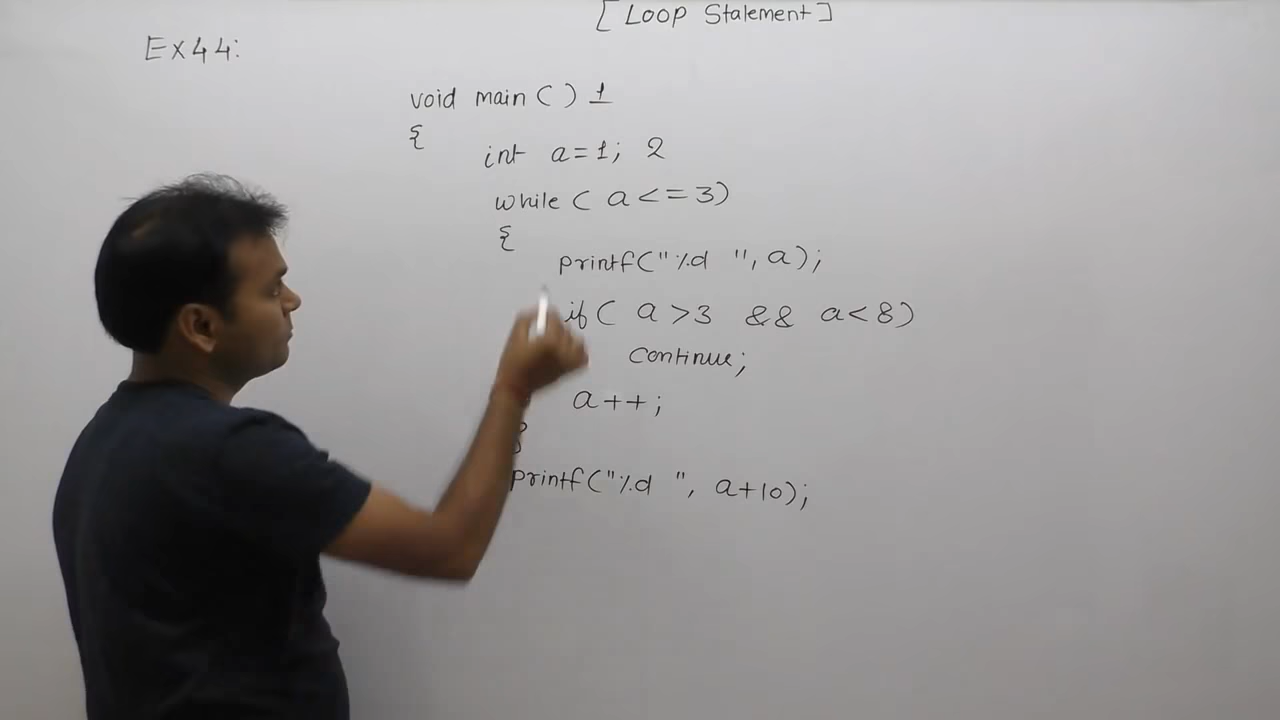 [Loop Statement]
Ex44:
void main ( ) 1
{
int a=1; 2
while ( a <= 3)
{
printf("%d ", a);
if ( a >3 && a< 8)
continue;
a++;
}
printf("%d ", a+10);